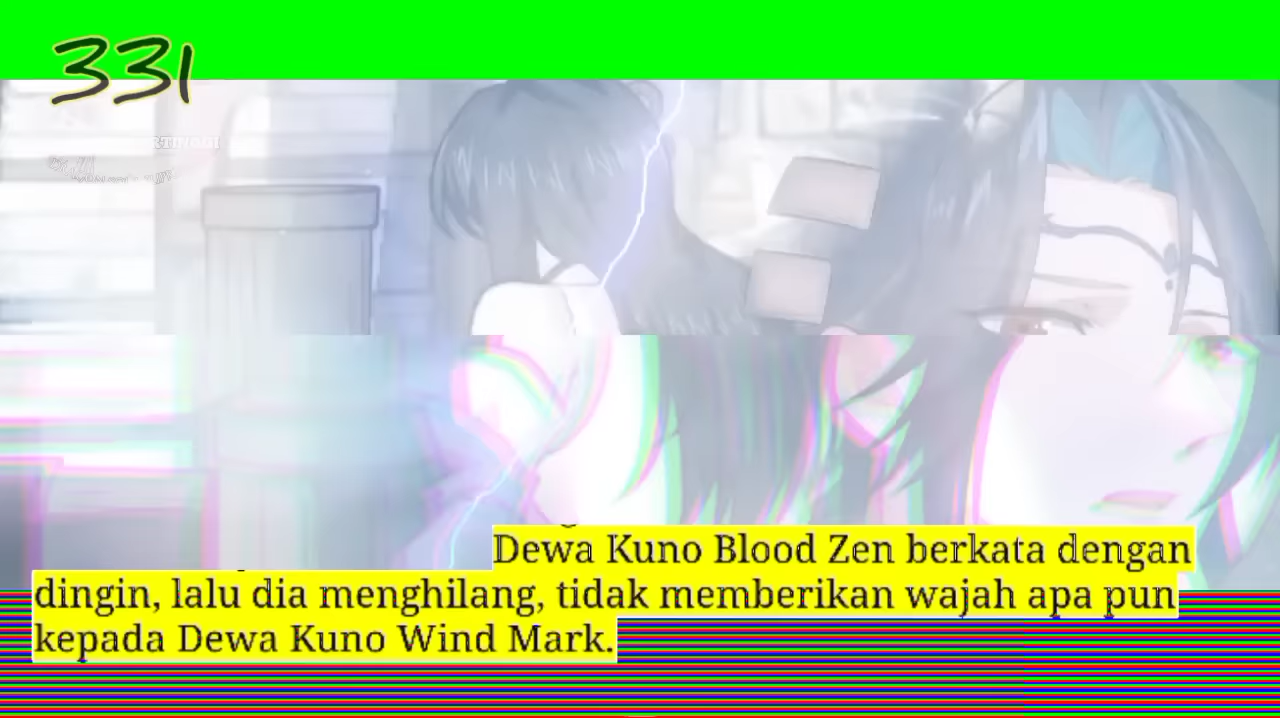 331
Dewa Kuno Blood Zen berkata dengan
dingin, lalu dia menghilang, tidak memberikan wajah apa pun
kepada Dewa Kuno Wind Mark.